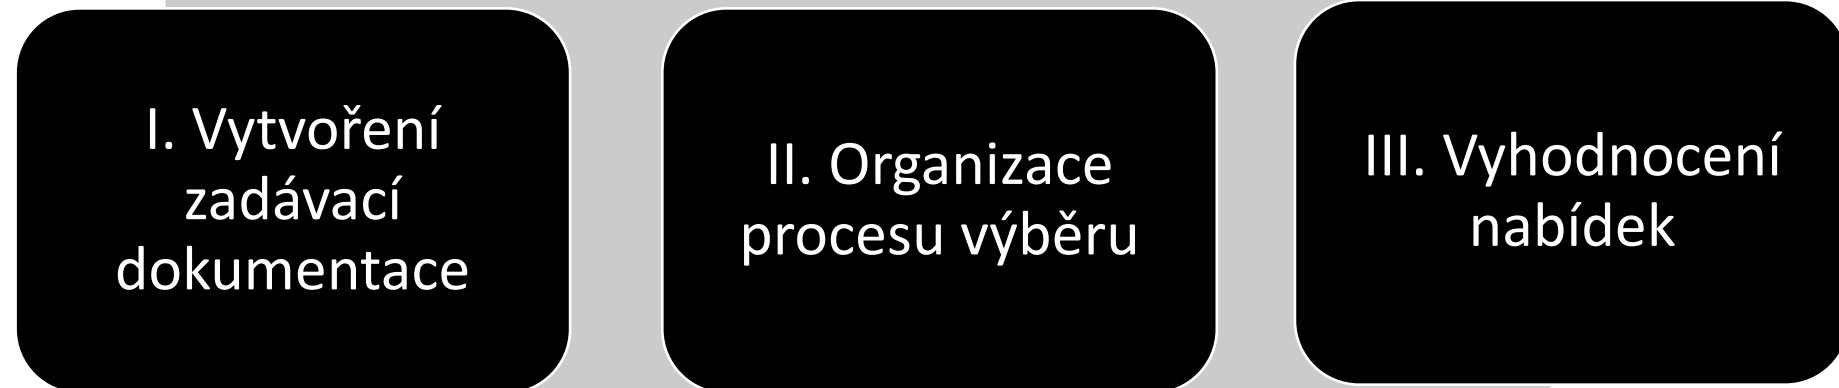 I. Vytvoření
zadávací
dokumentace
II. Organizace
procesu výběru
III. Vyhodnocení
nabídek